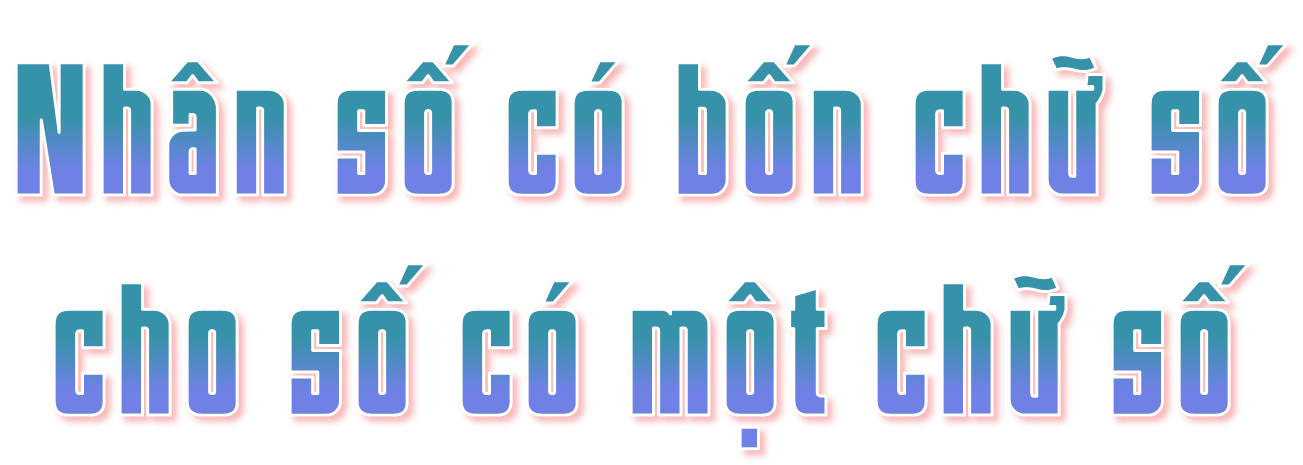 Nhân số có bốn chữ số
cho số có một chữ số